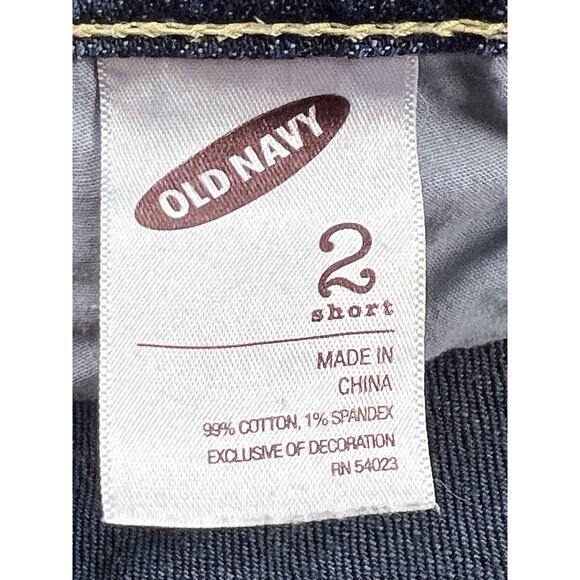 OLD NAVY
2
short
MADE IN
CHINA
99% COTTON, 1% SPANDEX
EXCLUSIVE OF DECORATION
RN 54023